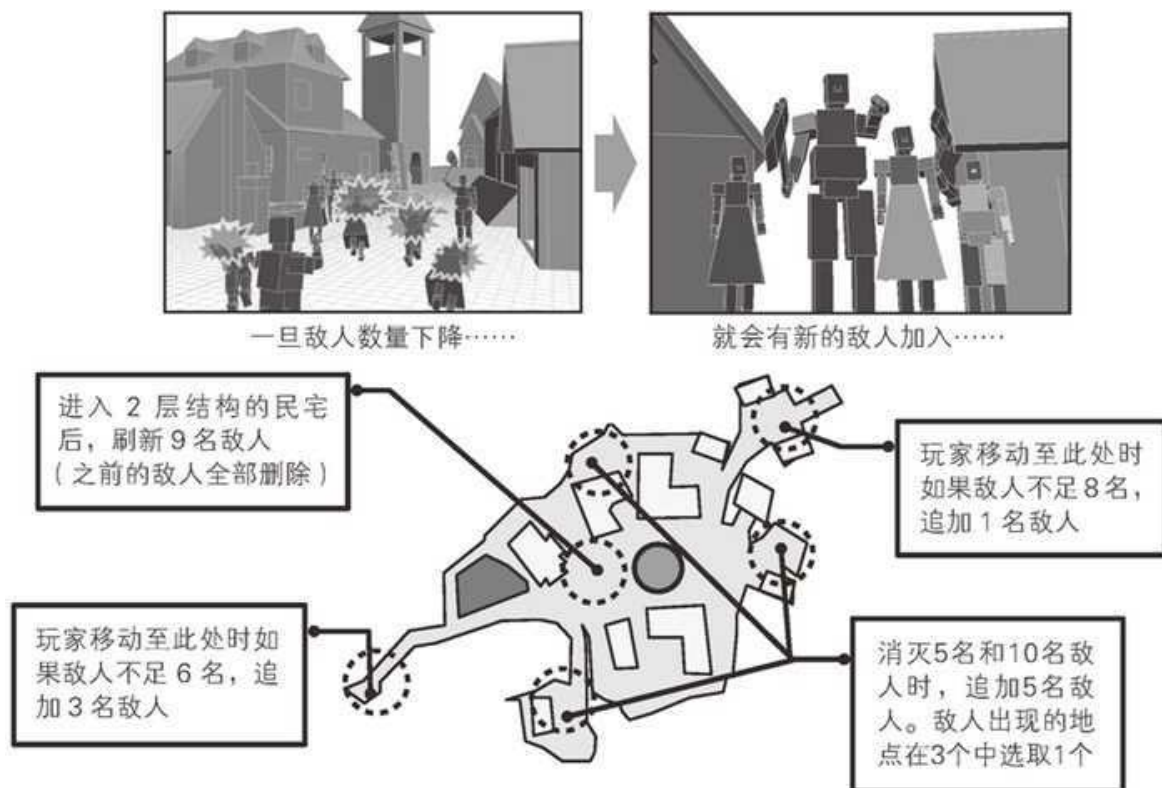 一旦敌人数量下降……
就会有新的敌人加入……
进入 2 层结构的民宅
后，刷新 9 名敌人
（之前的敌人全部删除）
玩家移动至此处时
如果敌人不足8名，
追加 1 名敌人
玩家移动至此处时如
果敌人不足 6 名，追
加 3 名敌人
消灭5名和10名敌
人时，追加5名敌
人。敌人出现的地
点在3个中选取1个